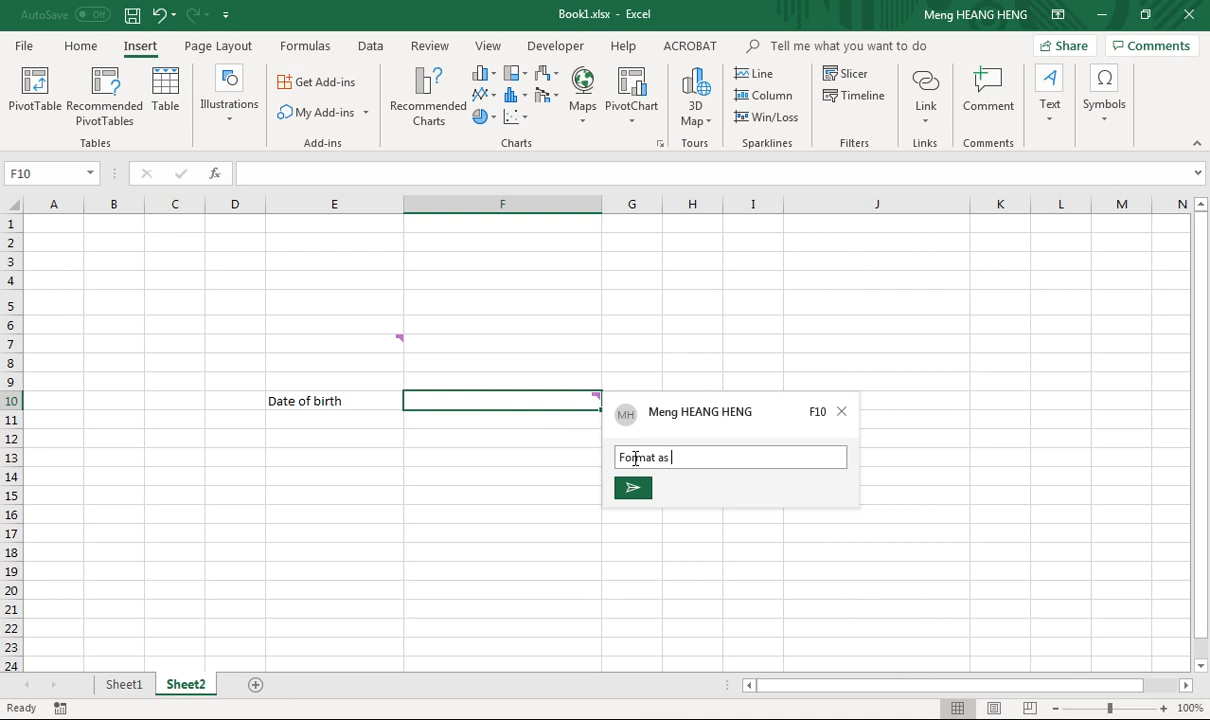 AutoSave Off Book1.xlsx - Excel Meng HEANG HENG
File Home Insert Page Layout Formulas Data Review View Developer Help ACROBAT Tell me what you want to do Share Comments
PivotTable Recommended PivotTables Table Illustrations Get Add-ins My Add-ins Recommended Charts Maps PivotChart 3D Map Line Column Win/Loss Slicer Timeline Link Comment Text Symbols
Tables Add-ins Charts Tours Sparklines Filters Links Comments
F10 fx
A B C D E F G H I J K L M N
1
2
3
4
5
6
7
8
9
10 Date of birth
MH Meng HEANG HENG F10
Format as
11
12
13
14
15
16
17
18
19
20
21
22
23
24
Sheet1 Sheet2
Ready 100%